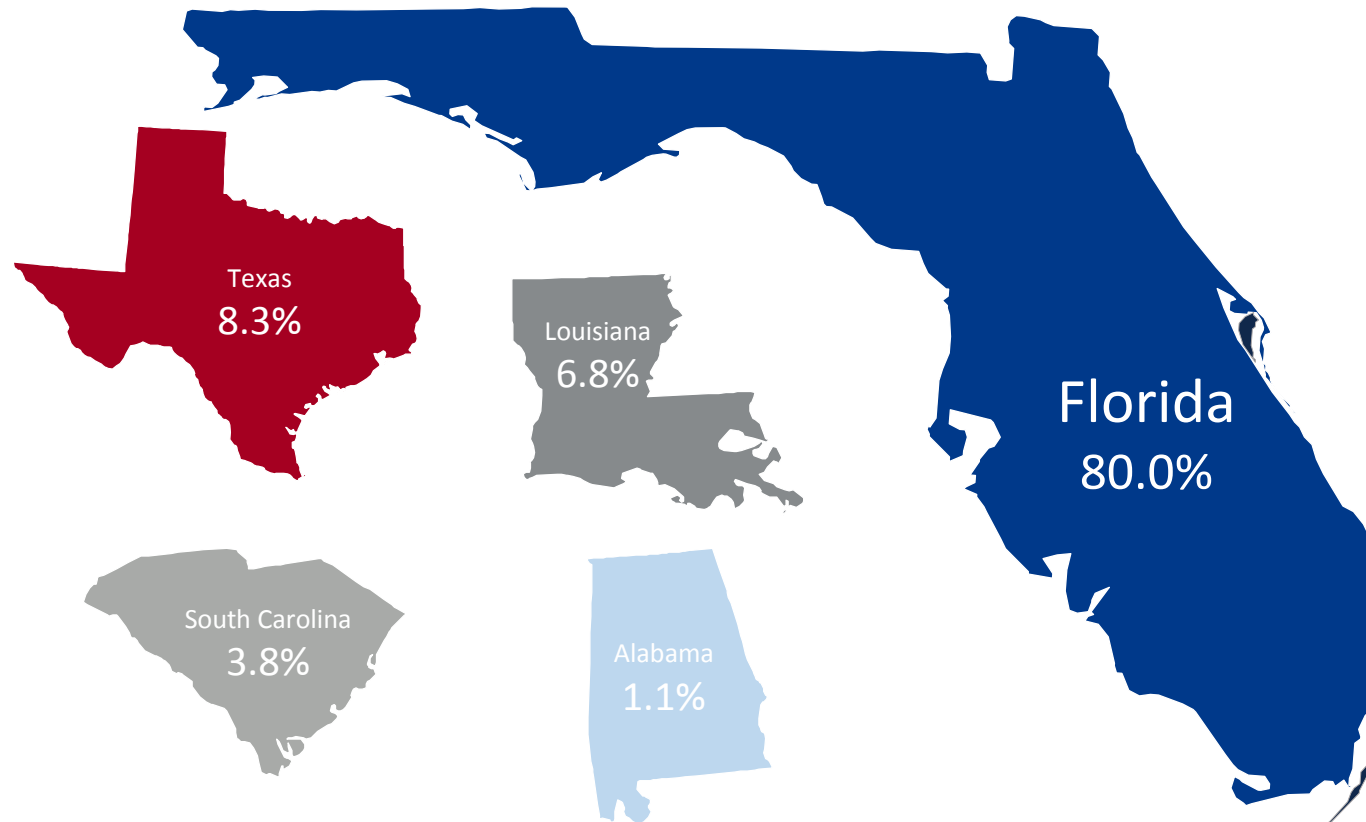 Texas
8.3%
Louisiana
6.8%
Florida
80.0%
South Carolina
3.8%
Alabama
1.1%